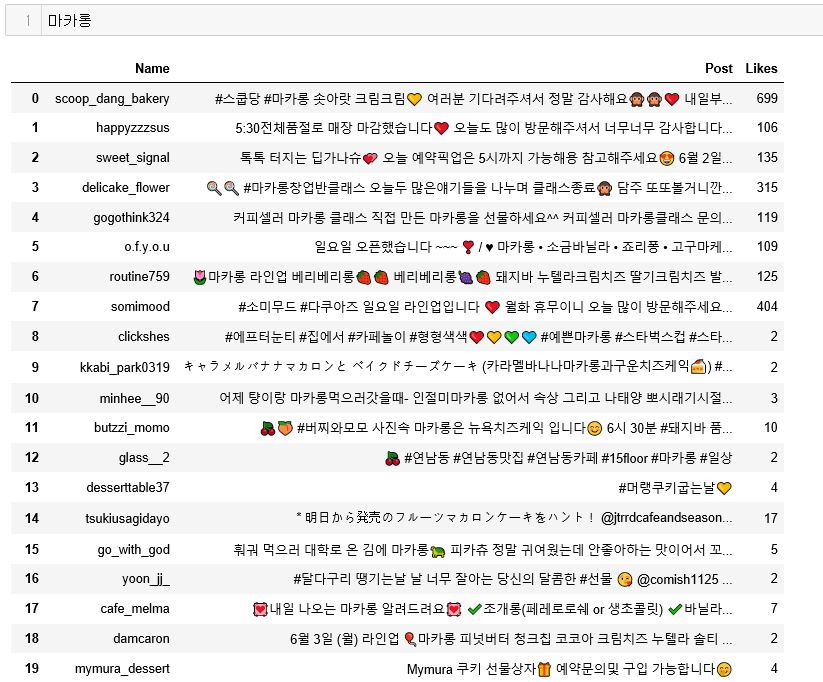 1 마카롱
Name Post Likes
0 scoop_dang_bakery #스쿱당 #마카롱 솟아랏 크림크림💛 여러분 기다려주셔서 정말 감사해요🙊🙊❤️ 내일부... 699
1 happyzzzsus 5:30전체품절로 매장 마감했습니다❤️ 오늘도 많이 방문해주셔서 너무너무 감사합니다... 106
2 sweet_signal 톡톡 터지는 딥가나슈💕 오늘 예약픽업은 5시까지 가능해용 참고해주세요😍 6월 2일... 135
3 delicake_flower 🔍🔍 #마카롱창업반클래스 오늘두 많은얘기들을 나누며 클래스종료🙊 담주 또또볼거니깐... 315
4 gogothink324 커피셀러 마카롱 클래스 직접 만든 마카롱을 선물하세요^^ 커피셀러 마카롱클래스 문의... 119
5 o.f.y.o.u 일요일 오픈했습니다 ~~~ ❣️ / ♥ 마카롱 • 소금바닐라 • 죠리퐁 • 고구마케... 109
6 routine759 🌷마카롱 라인업 베리베리롱🍓🍓 베리베리롱🍇🍓 돼지바 누텔라크림치즈 딸기크림치즈 발... 125
7 somimood #소미무드 #다쿠아즈 일요일 라인업입니다 ❤️ 월화 휴무이니 오늘 많이 방문해주세요... 404
8 clickshes #에프터눈티 #집에서 #카페놀이 #형형색색❤️💛💚💙 #예쁜마카롱 #스타벅스컵 #스타... 2
9 kkabi_park0319 キャラメルバナナマカロンと ベイクドチーズケーキ (카라멜바나나마카롱과구운치즈케익🍰) #... 2
10 minhee__90 어제 탸이랑 마카롱먹으러갓을때- 인절미마카롱 없어서 속상 그리고 나태양 뽀시래기시절... 3
11 butzzi_momo 🍒🍑 #버찌와모모 사진속 마카롱은 뉴욕치즈케익 입니다😊 6시 30분 #돼지바 품... 10
12 glass__2 🍒 #연남동 #연남동맛집 #연남동카페 #15floor #마카롱 #일상 2
13 desserttable37 #머랭쿠키굽는날💛 4
14 tsukiusagidayo * 明日から発売のフルーツマカロンケーキをハント！ @jtrrdcafeandseason... 17
15 go_with_god 훠궈 먹으러 대학로 온 김에 마카롱🐢 피카츄 정말 귀여웠는데 안좋아하는 맛이어서 꼬... 5
16 yoon_jj_ #달다구리 땡기는날 날 너무 잘아는 당신의 달콤한 #선물 😘 @comish1125 ... 2
17 cafe_melma 💟내일 나오는 마카롱 알려드려요💟 ✔조개롱(페레로로쉐 or 생초콜릿) ✔바닐라... 7
18 damcaron 6월 3일 (월) 라인업 🎈마카롱 피넛버터 청크칩 코코아 크림치즈 누텔라 솔티 ... 2
19 mymura_dessert Mymura 쿠키 선물상자🎁 예약문의및 구입 가능합니다😊 4